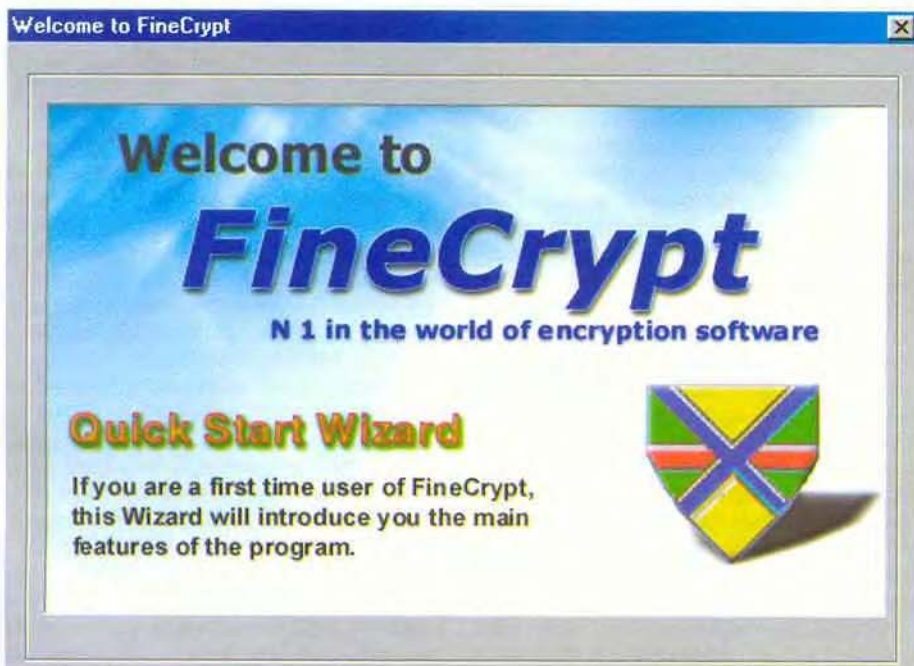 Welcome to FineCrypt
Welcome to
FineCrypt
N 1 in the world of encryption software
Quick Start Wizard
If you are a first time user of FineCrypt,
this Wizard will introduce you the main
features of the program.